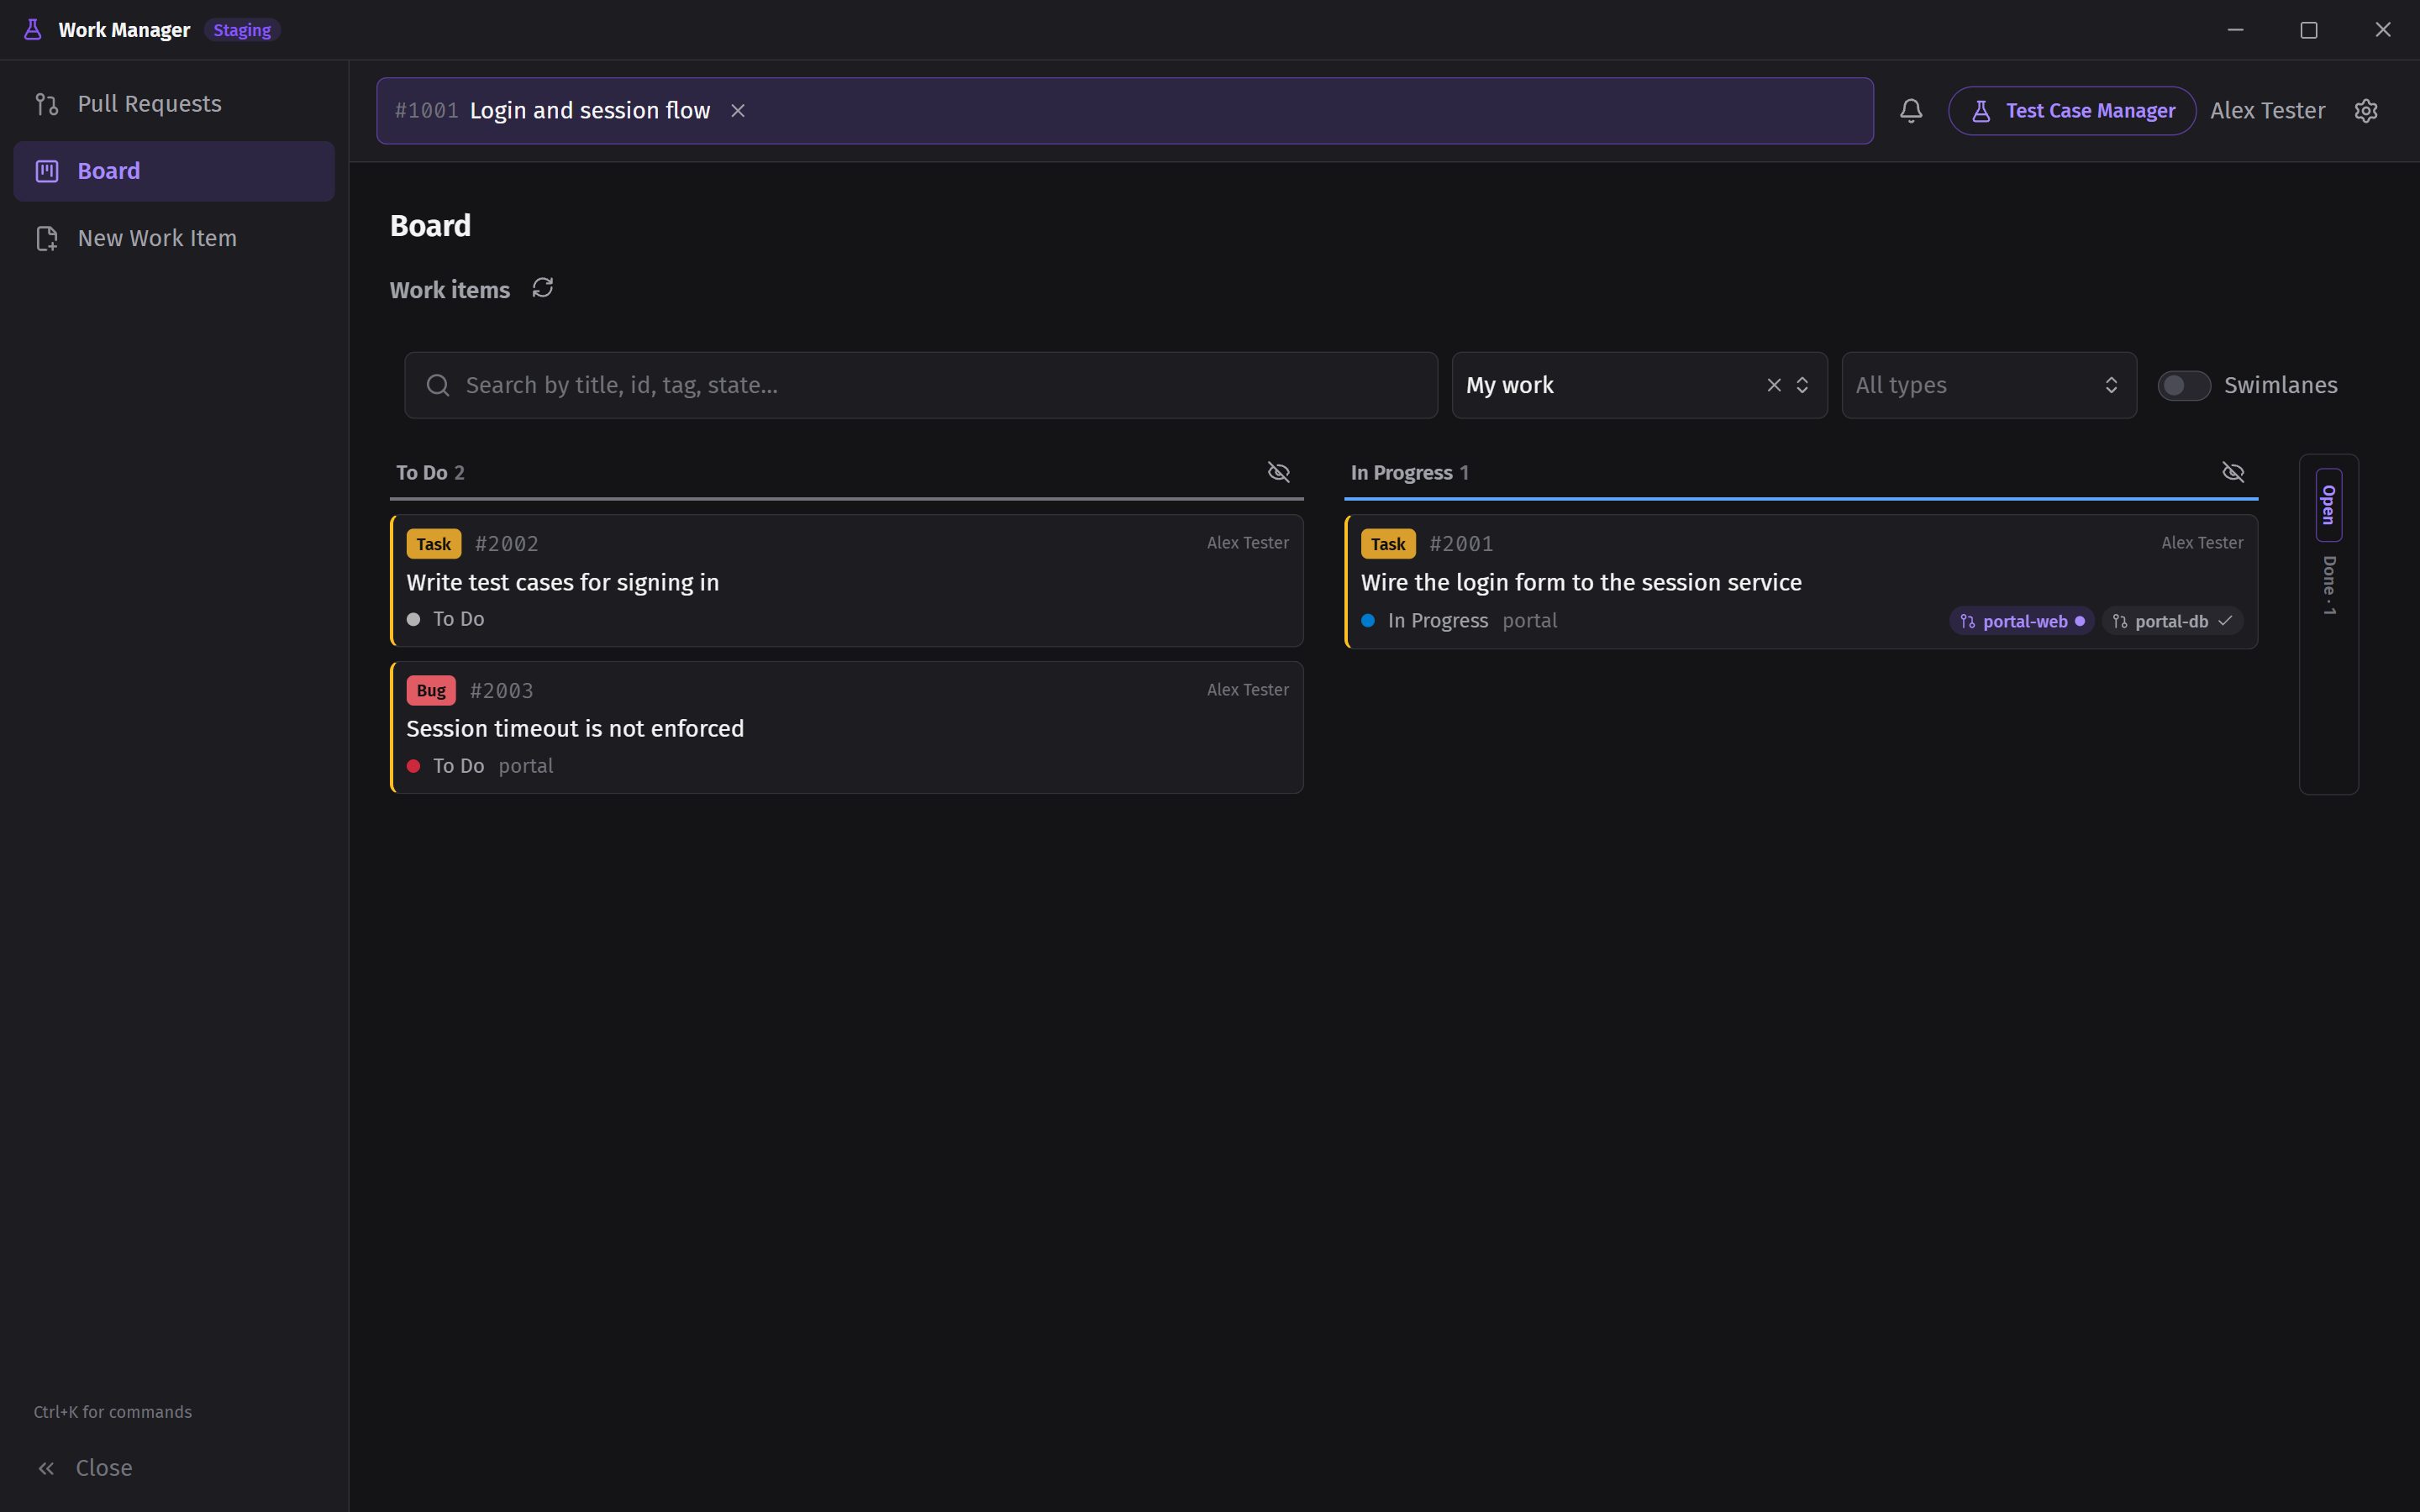 Work Manager Staging
Pull Requests
Board
New Work Item
Ctrl+K for commands
Close
#1001 Login and session flow
Test Case Manager
Alex Tester
Board
Work items
Search by title, id, tag, state...
My work
All types
Swimlanes
To Do 2
Task #2002 Alex Tester
Write test cases for signing in
To Do
Bug #2003 Alex Tester
Session timeout is not enforced
To Do portal
In Progress 1
Task #2001 Alex Tester
Wire the login form to the session service
In Progress portal portal-web portal-db
Open
Done · 1